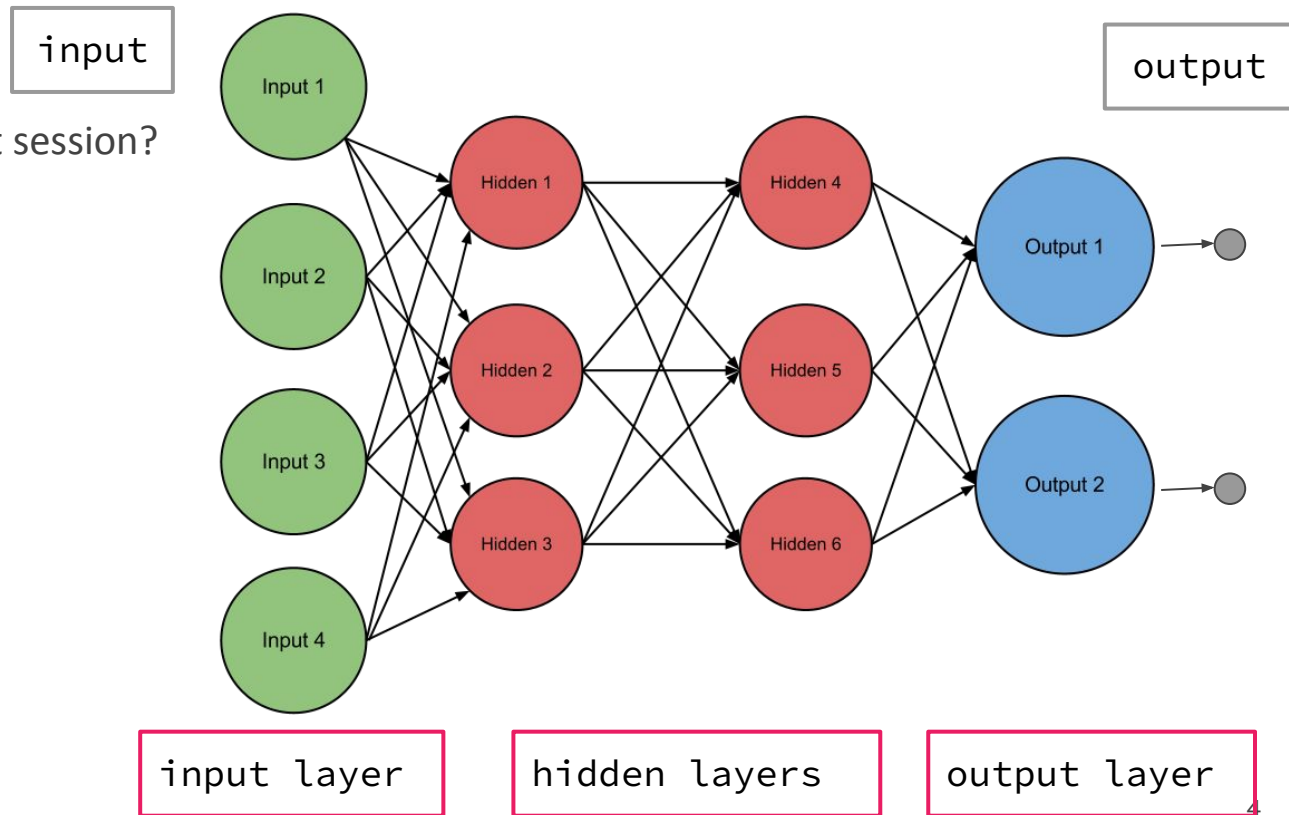 input
output
session?
Input 1
Input 2
Input 3
Input 4
Hidden 1
Hidden 2
Hidden 3
Hidden 4
Hidden 5
Hidden 6
Output 1
Output 2
input layer
hidden layers
output layer